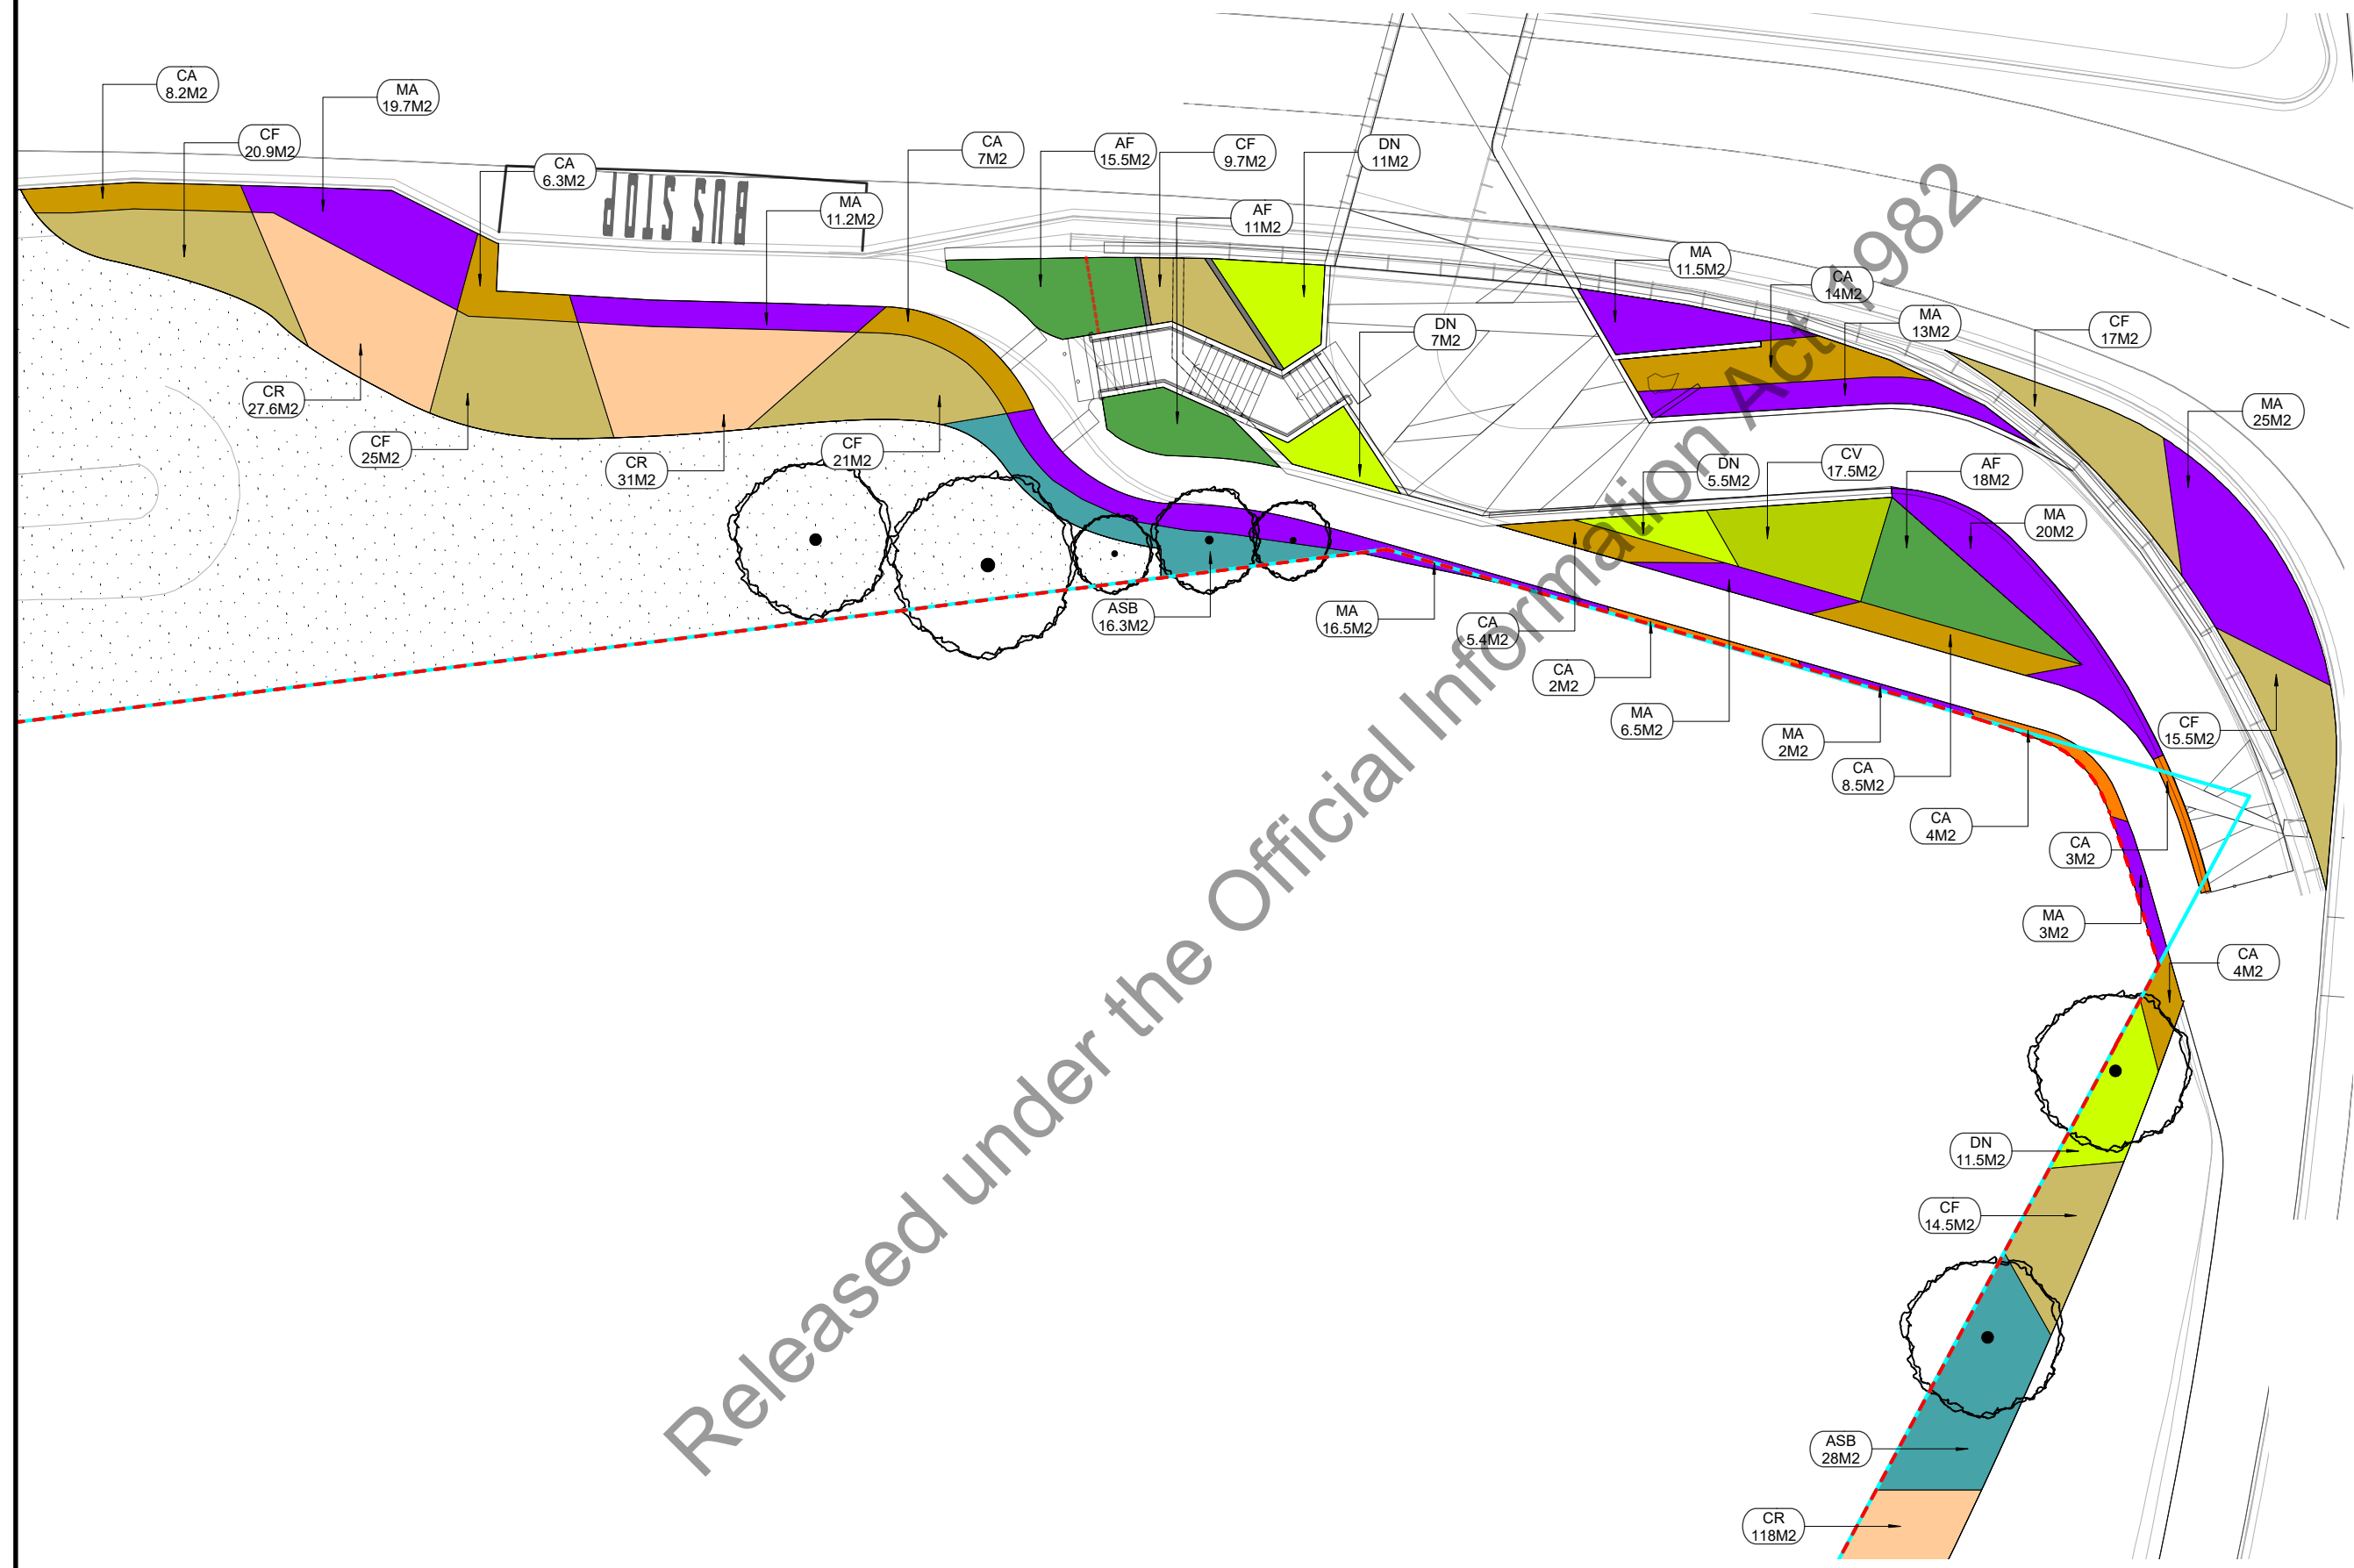 CA
8.2M2
MA
19.7M2
CF
20.9M2
CA
6.3M2
BUS STOP
CA
7M2
MA
11.2M2
AF
15.5M2
CF
9.7M2
DN
11M2
AF
11M2
DN
7M2
MA
11.5M2
CA
14M2
MA
13M2
CF
17M2
MA
25M2
CR
27.6M2
CF
25M2
CR
31M2
CF
21M2
DN
5.5M2
CV
17.5M2
AF
18M2
MA
20M2
ASB
16.3M2
MA
16.5M2
CA
5.4M2
CA
2M2
MA
6.5M2
MA
2M2
CA
8.5M2
CF
15.5M2
CA
4M2
CA
3M2
MA
3M2
CA
4M2
DN
11.5M2
CF
14.5M2
ASB
28M2
CR
118M2
Released under the Official Information Act 1982